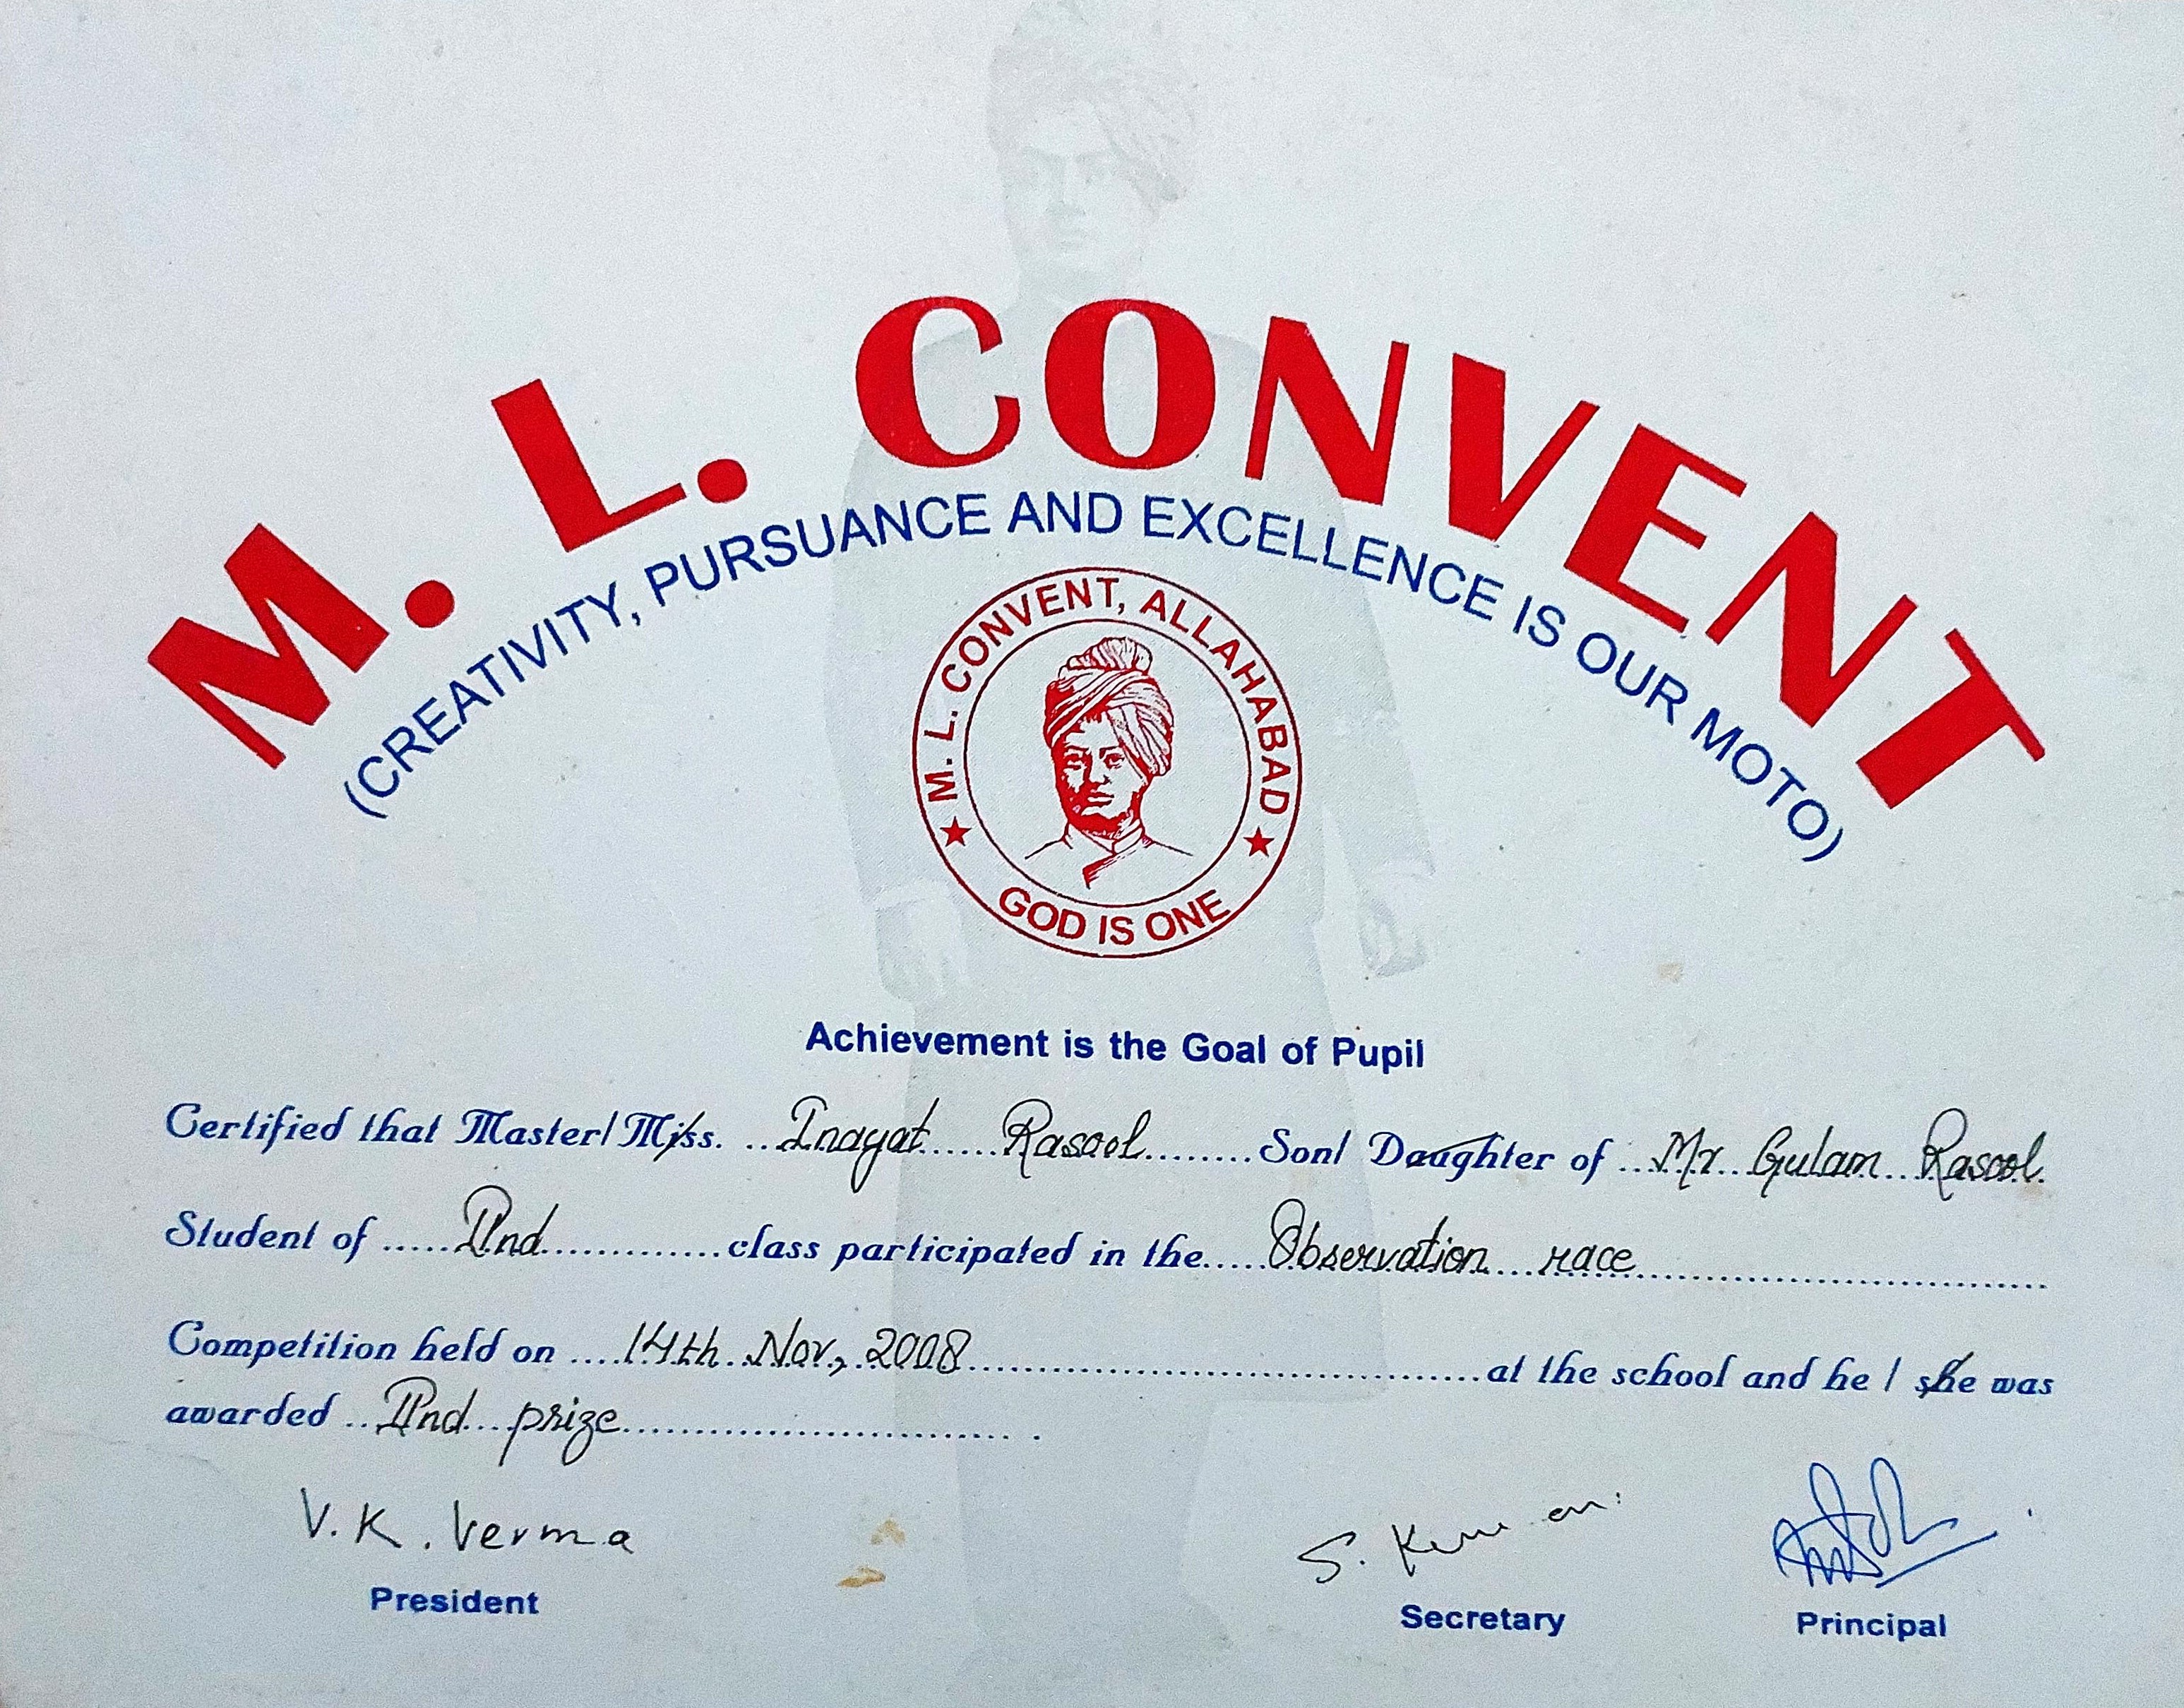 M. L. CONVENT
(CREATIVITY, PURSUANCE AND EXCELLENCE IS OUR MOTO)
M. L. CONVENT, ALLAHABAD
GOD IS ONE
Achievement is the Goal of Pupil
Certified that Master/ Miss. ..Inayat......Rasool........Son/ Daughter of ..Mr..Gulam...Rasool.
Student of .....IInd..............class participated in the.....Observation....race..............................
Competition held on ....14th..Nov,..2008..........................................at the school and he / she was
awarded ..IInd...prize................................. .
V. K. Verma
President
S.
Secretary
Principal